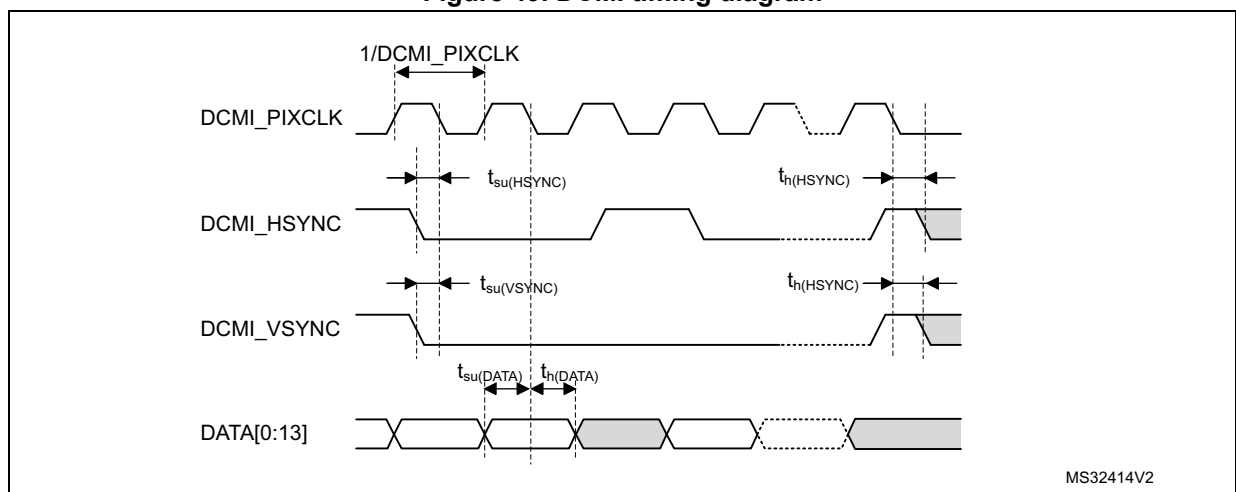 1/DCMI_PIXCLK
DCMI_PIXCLK
tsu(HSYNC)
th(HSYNC)
DCMI_HSYNC
tsu(VSYNC)
th(HSYNC)
DCMI_VSYNC
tsu(DATA) th(DATA)
DATA[0:13]
MS32414V2